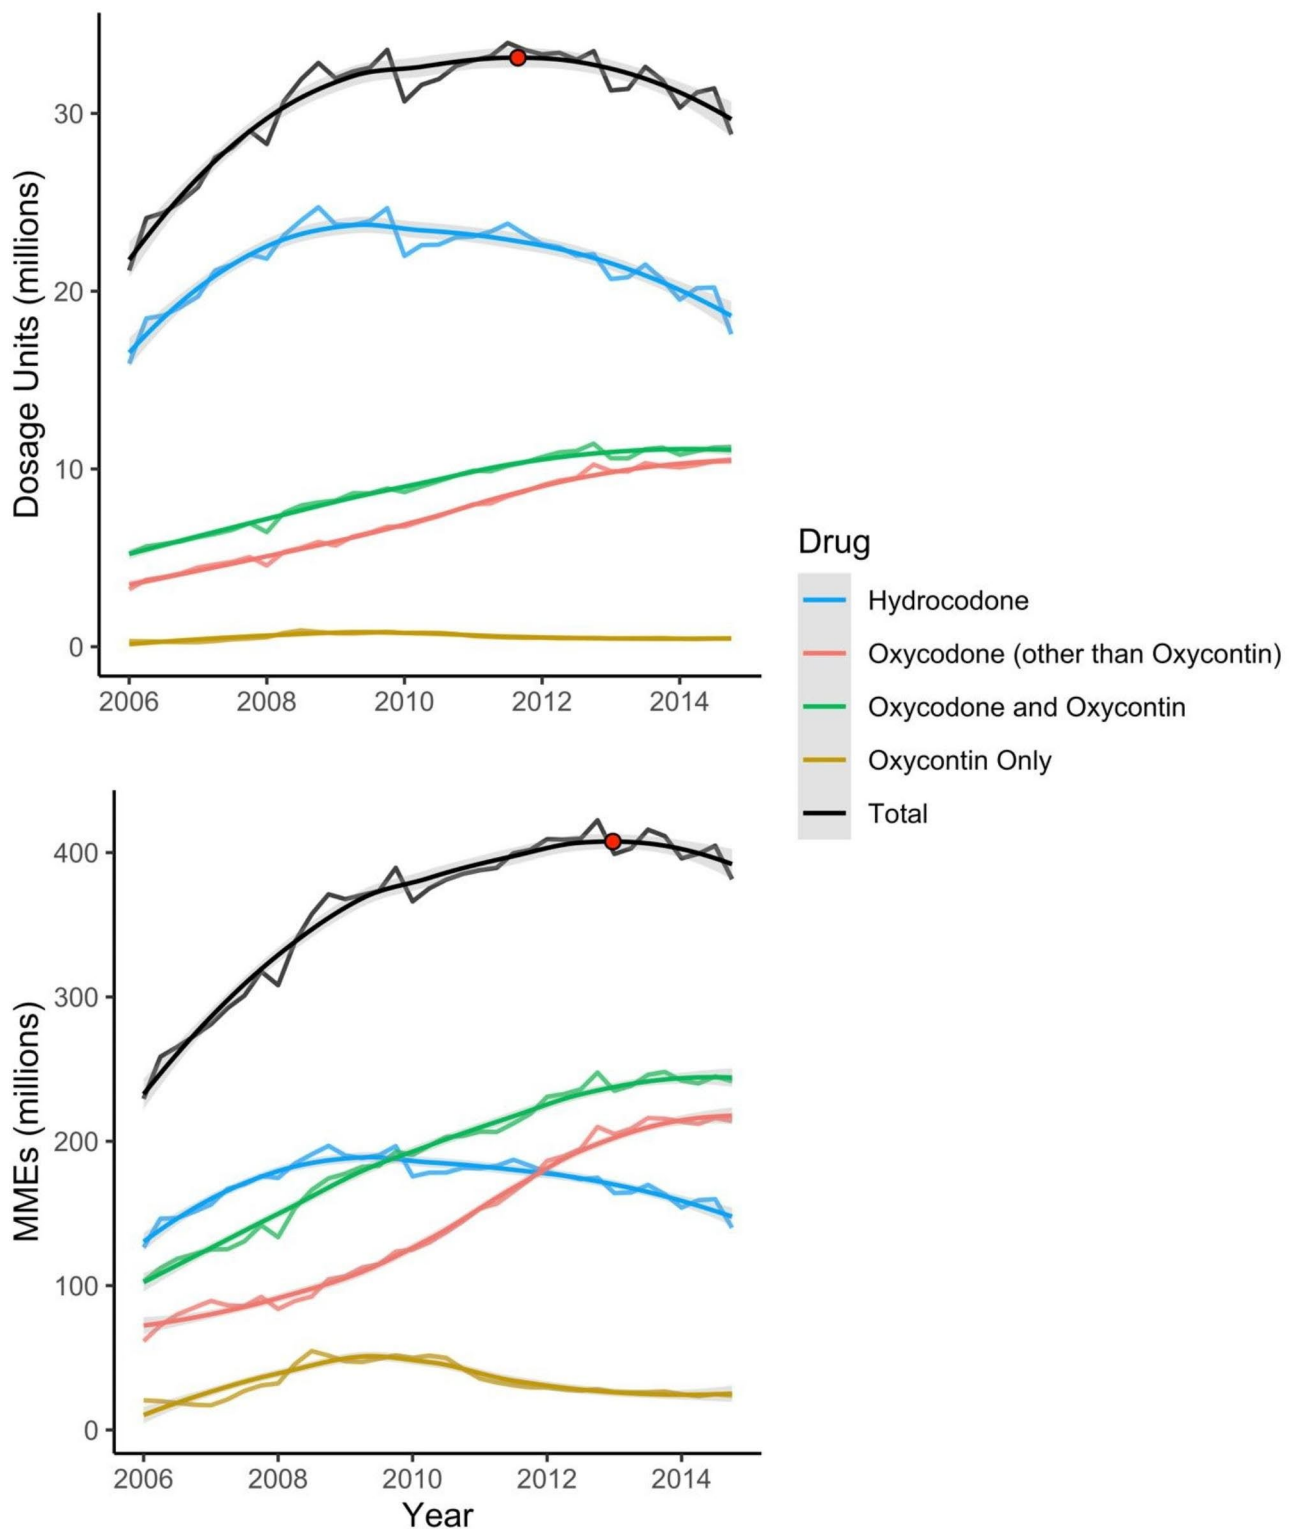 Dosage Units (millions)
30
20
10
0
2006 2008 2010 2012 2014
Drug
Hydrocodone
Oxycodone (other than Oxycontin)
Oxycodone and Oxycontin
Oxycontin Only
Total
MMEs (millions)
400
300
200
100
0
2006 2008 2010 2012 2014
Year